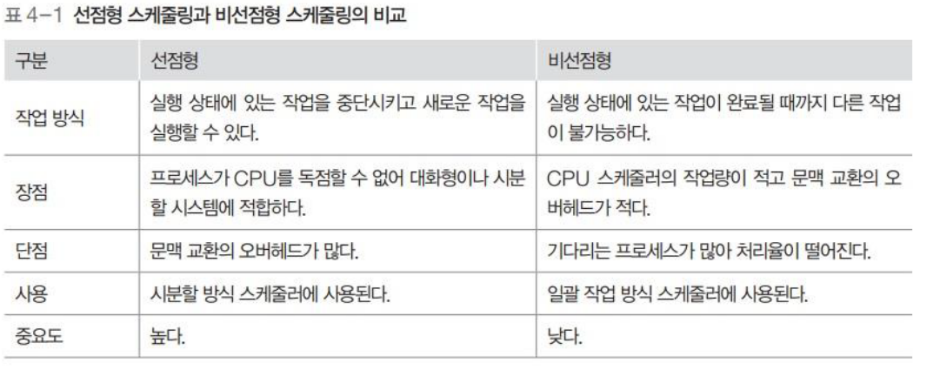 표 4-1 선점형 스케줄링과 비선점형 스케줄링의 비교
구분 선점형 비선점형
작업 방식
실행 상태에 있는 작업을 중단시키고 새로운 작업을
실행할 수 있다.
실행 상태에 있는 작업이 완료될 때까지 다른 작업
이 불가능하다.
장점
프로세스가 CPU를 독점할 수 없어 대화형이나 시분
할 시스템에 적합하다.
CPU 스케줄러의 작업량이 적고 문맥 교환의 오
버헤드가 적다.
단점 문맥 교환의 오버헤드가 많다. 기다리는 프로세스가 많아 처리율이 떨어진다.
사용 시분할 방식 스케줄러에 사용된다. 일괄 작업 방식 스케줄러에 사용된다.
중요도 높다. 낮다.